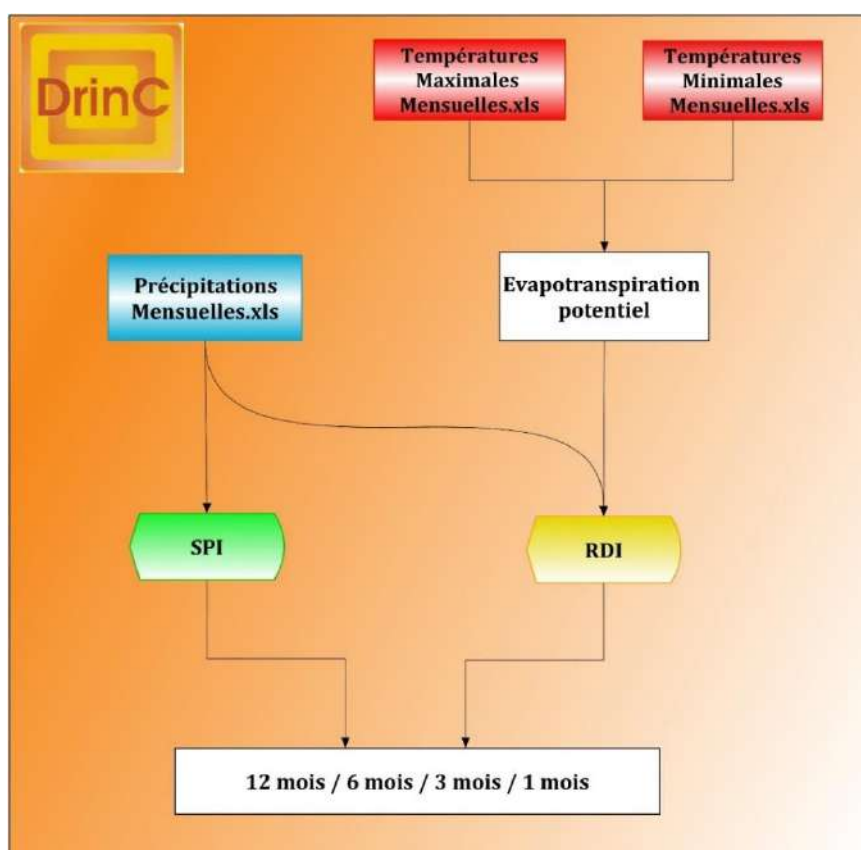 DrinC
Températures
Maximales
Mensuelles.xls
Températures
Minimales
Mensuelles.xls
Précipitations
Mensuelles.xls
Evapotranspiration
potentiel
SPI
RDI
12 mois / 6 mois / 3 mois / 1 mois